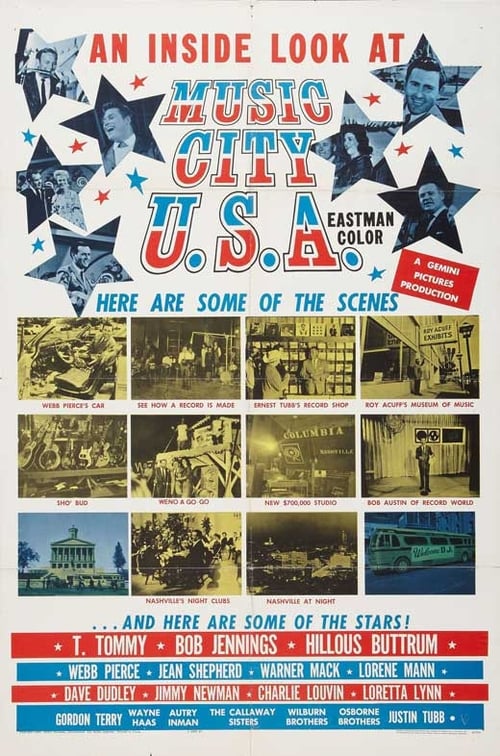 AN INSIDE LOOK AT
MUSIC
CITY
U.S.A.
EASTMAN
COLOR
A GEMINI
PICTURES
PRODUCTION
HERE ARE SOME OF THE SCENES
ROY ACUFF
EXHIBITS
WEBB PIERCE'S CAR
SEE HOW A RECORD IS MADE
ERNEST TUBB'S RECORD SHOP
ROY ACUFF'S MUSEUM OF MUSIC
COLUMBIA
NASHVILLE
SHO' BUD
WENO A GO-GO
NEW $700,000 STUDIO
BOB AUSTIN OF RECORD WORLD
Welcome D.J.
NASHVILLE'S NIGHT CLUBS
NASHVILLE AT NIGHT
...AND HERE ARE SOME OF THE STARS!
T. TOMMY ★ BOB JENNINGS ★ HILLOUS BUTTRUM
WEBB PIERCE ★ JEAN SHEPHERD ★ WARNER MACK ★ LORENE MANN
DAVE DUDLEY ★ JIMMY NEWMAN ★ CHARLIE LOUVIN ★ LORETTA LYNN
GORDON TERRY WAYNE HAAS AUTRY INMAN THE CALLAWAY SISTERS WILBURN BROTHERS OSBORNE BROTHERS JUSTIN TUBB